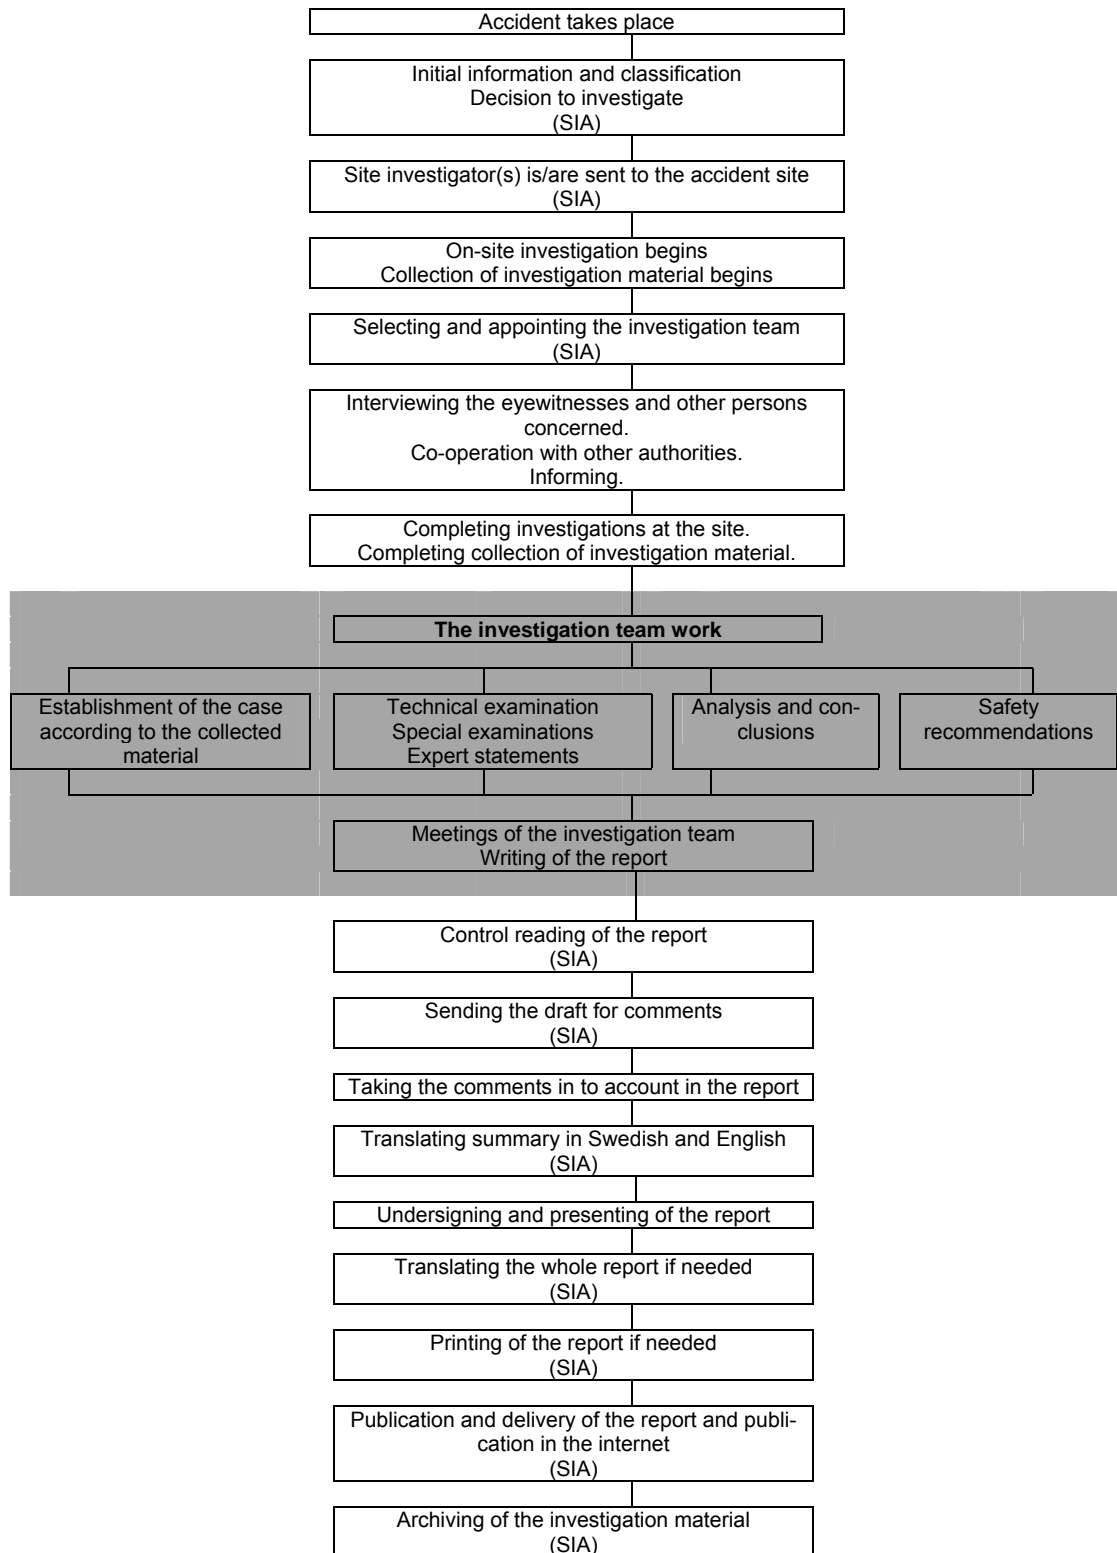 Accident takes place
Initial information and classification
Decision to investigate
(SIA)
Site investigator(s) is/are sent to the accident site
(SIA)
On-site investigation begins
Collection of investigation material begins
Selecting and appointing the investigation team
(SIA)
Interviewing the eyewitnesses and other persons
concerned.
Co-operation with other authorities.
Informing.
Completing investigations at the site.
Completing collection of investigation material.
The investigation team work
Establishment of the case
according to the collected
material
Technical examination
Special examinations
Expert statements
Analysis and con-
clusions
Safety
recommendations
Meetings of the investigation team
Writing of the report
Control reading of the report
(SIA)
Sending the draft for comments
(SIA)
Taking the comments in to account in the report
Translating summary in Swedish and English
(SIA)
Undersigning and presenting of the report
Translating the whole report if needed
(SIA)
Printing of the report if needed
(SIA)
Publication and delivery of the report and publi-
cation in the internet
(SIA)
Archiving of the investigation material
(SIA)